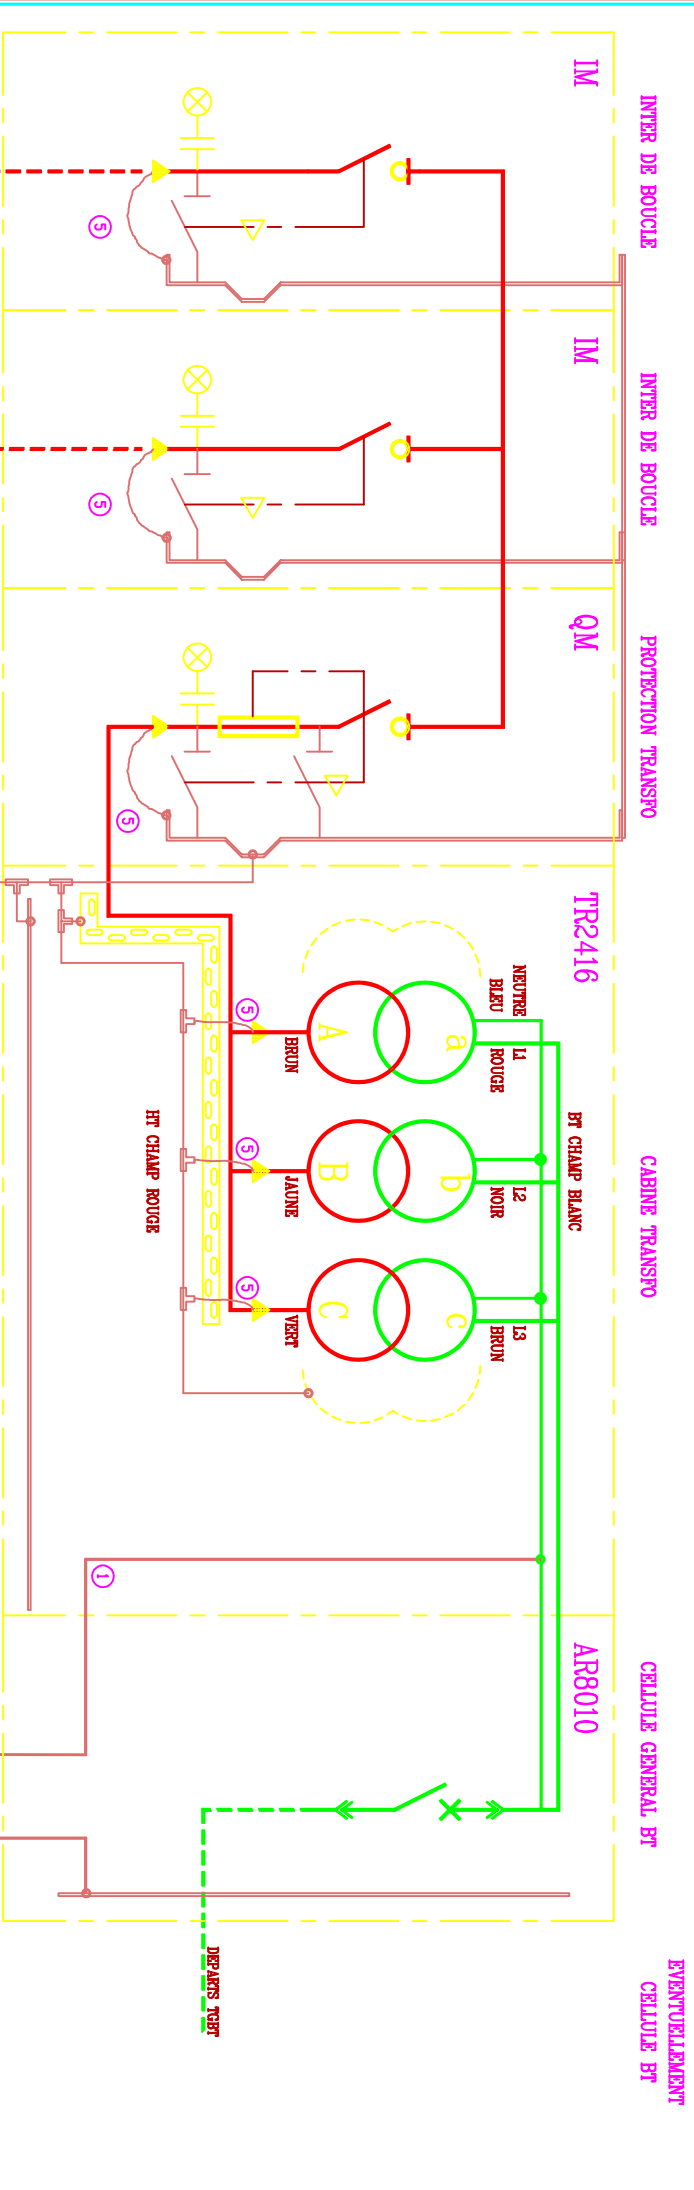 INTER DE BOUCLE
IM
5
INTER DE BOUCLE
IM
5
PROTECTION TRANSFO
QM
5
CABINE TRANSFO
TR2416
BT CHAMP BLANC
NEUTRE L1
BLEU ROUGE
a
A
BRUN
5
L2
NOIR
b
B
JAUNE
5
L3
BRUN
c
C
VERT
5
HT CHAMP ROUGE
1
CELLULE GENERAL BT
AR8010
DEPARTS TGBT
EVENTUELLEMENT
CELLULE BT